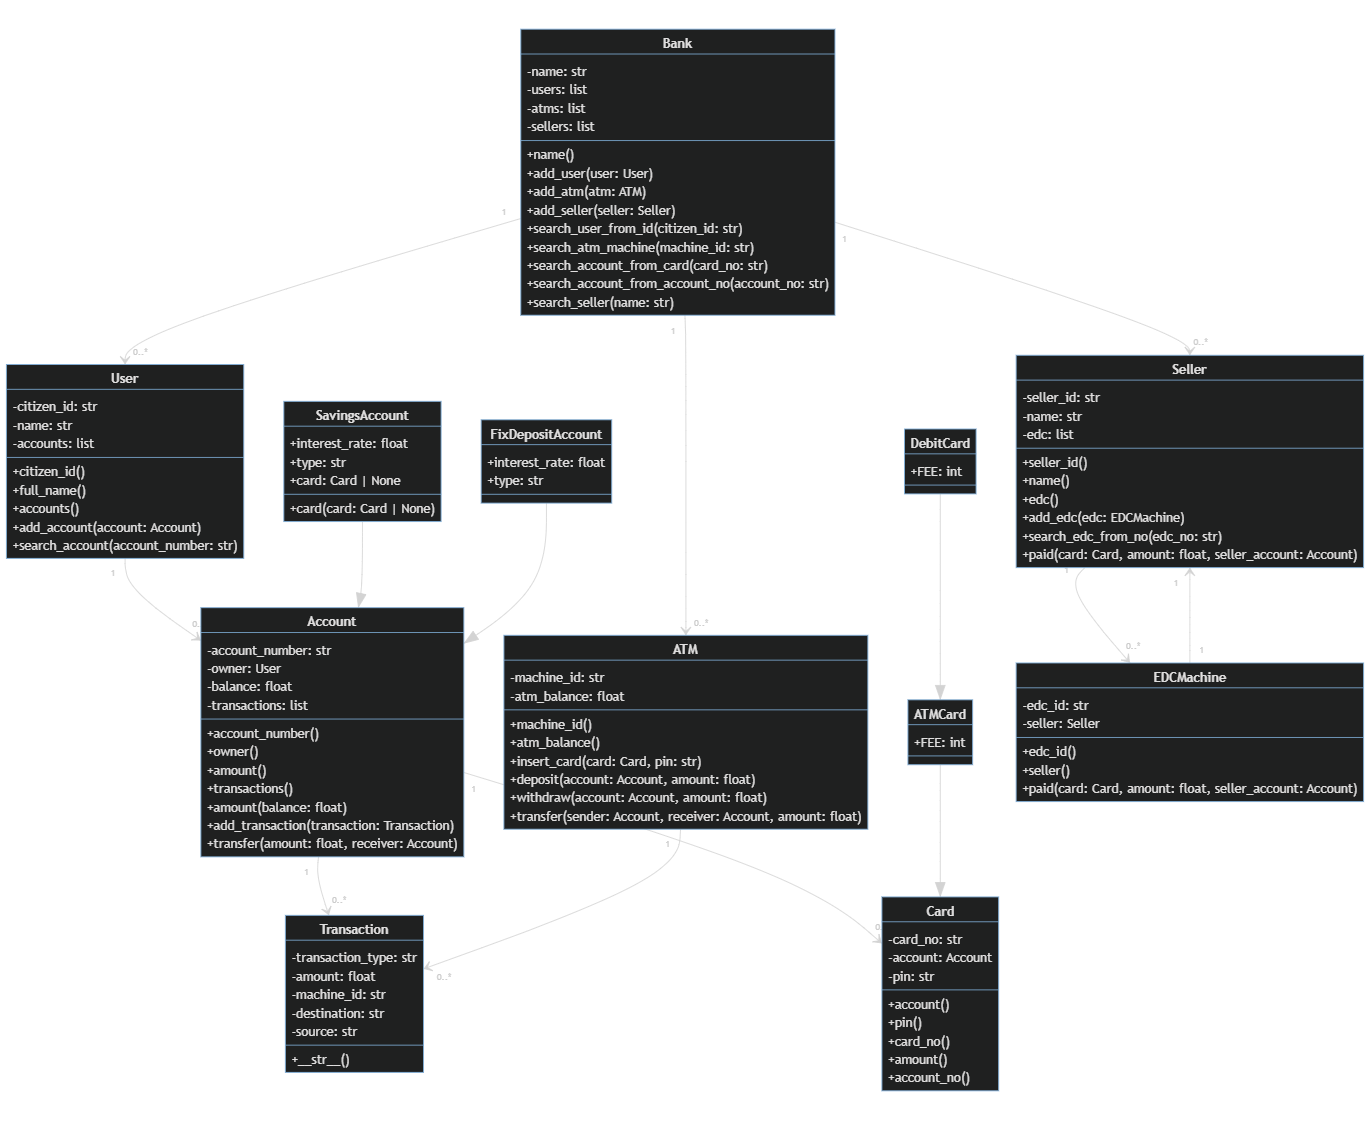 Bank
-name: str
-users: list
-atms: list
-sellers: list
+name()
+add_user(user: User)
+add_atm(atm: ATM)
+add_seller(seller: Seller)
+search_user_from_id(citizen_id: str)
+search_atm_machine(machine_id: str)
+search_account_from_card(card_no: str)
+search_account_from_account_no(account_no: str)
+search_seller(name: str)
1
1
1
0..*
0..*
0..*
User
-citizen_id: str
-name: str
-accounts: list
+citizen_id()
+full_name()
+accounts()
+add_account(account: Account)
+search_account(account_number: str)
SavingsAccount
+interest_rate: float
+type: str
+card: Card | None
+card(card: Card | None)
FixDepositAccount
+interest_rate: float
+type: str
DebitCard
+FEE: int
Seller
-seller_id: str
-name: str
-edc: list
+seller_id()
+name()
+edc()
+add_edc(edc: EDCMachine)
+search_edc_from_no(edc_no: str)
+paid(card: Card, amount: float, seller_account: Account)
1
0..
1
1
0..*
1
Account
-account_number: str
-owner: User
-balance: float
-transactions: list
+account_number()
+owner()
+amount()
+transactions()
+amount(balance: float)
+add_transaction(transaction: Transaction)
+transfer(amount: float, receiver: Account)
ATM
-machine_id: str
-atm_balance: float
+machine_id()
+atm_balance()
+insert_card(card: Card, pin: str)
+deposit(account: Account, amount: float)
+withdraw(account: Account, amount: float)
+transfer(sender: Account, receiver: Account, amount: float)
ATMCard
+FEE: int
EDCMachine
-edc_id: str
-seller: Seller
+edc_id()
+seller()
+paid(card: Card, amount: float, seller_account: Account)
1
1
1
0..*
0..*
Transaction
-transaction_type: str
-amount: float
-machine_id: str
-destination: str
-source: str
+__str__()
Card
-card_no: str
-account: Account
-pin: str
+account()
+pin()
+card_no()
+amount()
+account_no()